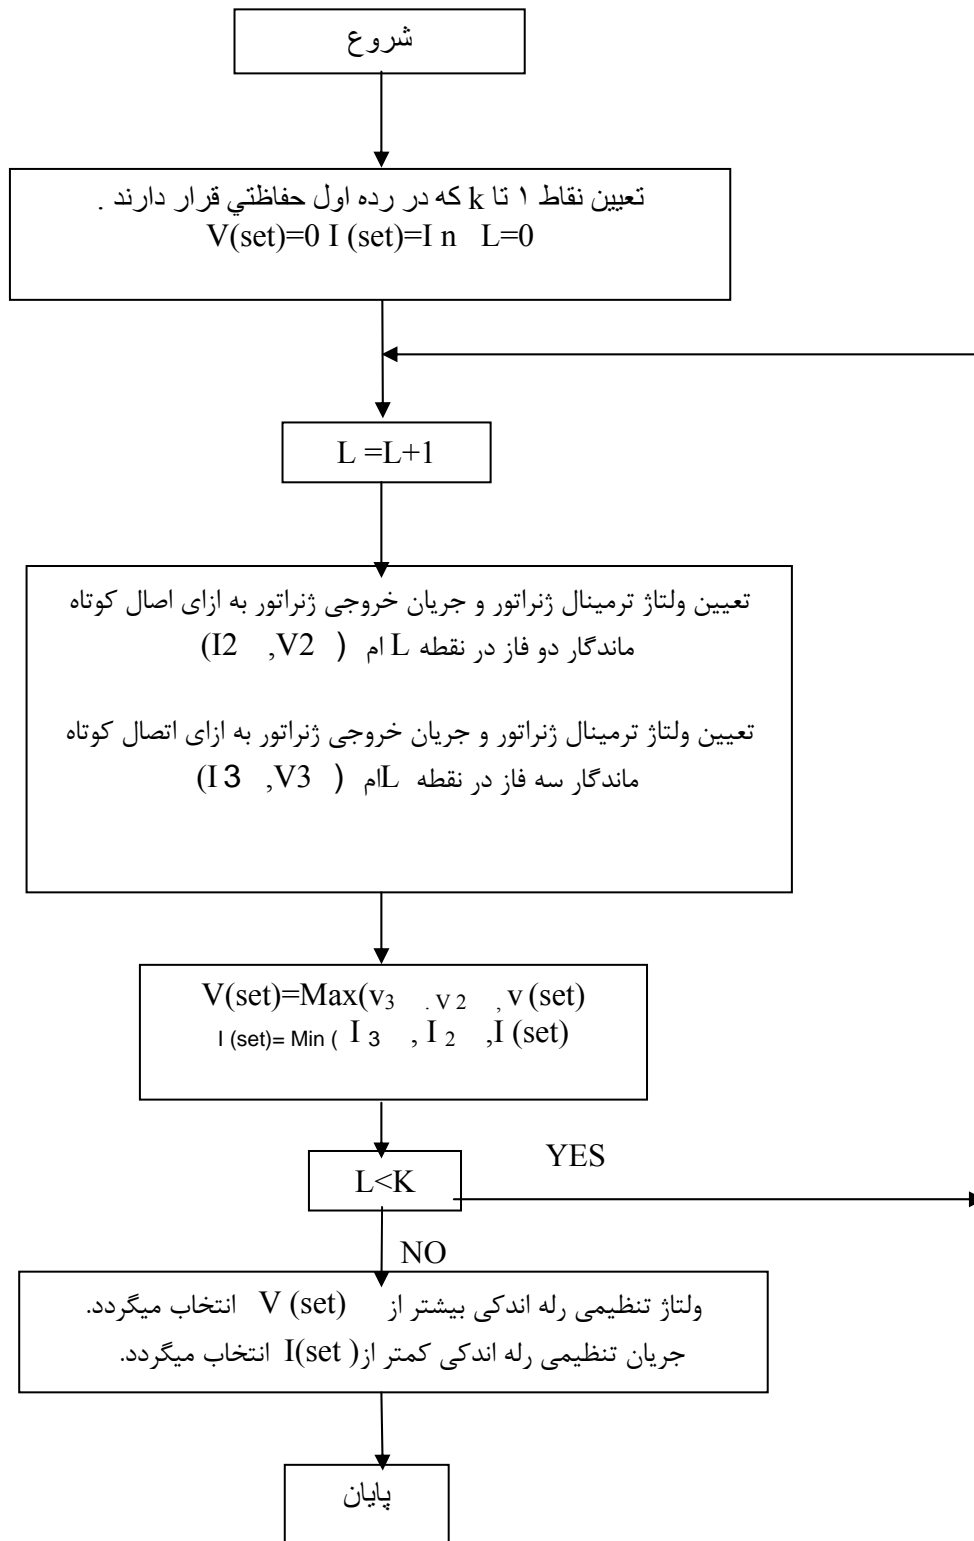 شروع
تعیین نقاط ۱ تا k که در رده اول حفاظتي قرار دارند .
V(set)=0 I (set)=I n L=0
L =L+1
تعیین ولتاژ ترمینال ژنراتور و جریان خروجی ژنراتور به ازای اصال کوتاه
ماندگار دو فاز در نقطه L ام ( I2 ,V2)
تعیین ولتاژ ترمینال ژنراتور و جریان خروجی ژنراتور به ازای اتصال کوتاه
ماندگار سه فاز در نقطه Lام ( I 3 ,V3)
V(set)=Max(v3 . V 2 , v (set)
I (set)= Min ( I 3 , I 2 ,I (set)
L<K
YES
NO
ولتاژ تنظیمی رله اندکی بیشتر از V (set) انتخاب میگردد.
جریان تنظیمی رله اندکی کمتر از I(set ) انتخاب میگردد.
پایان